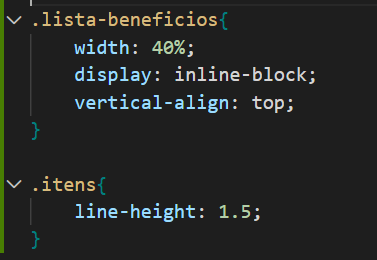 .lista-beneficios{
    width: 40%;
    display: inline-block;
    vertical-align: top;
}

.itens{
    line-height: 1.5;
}